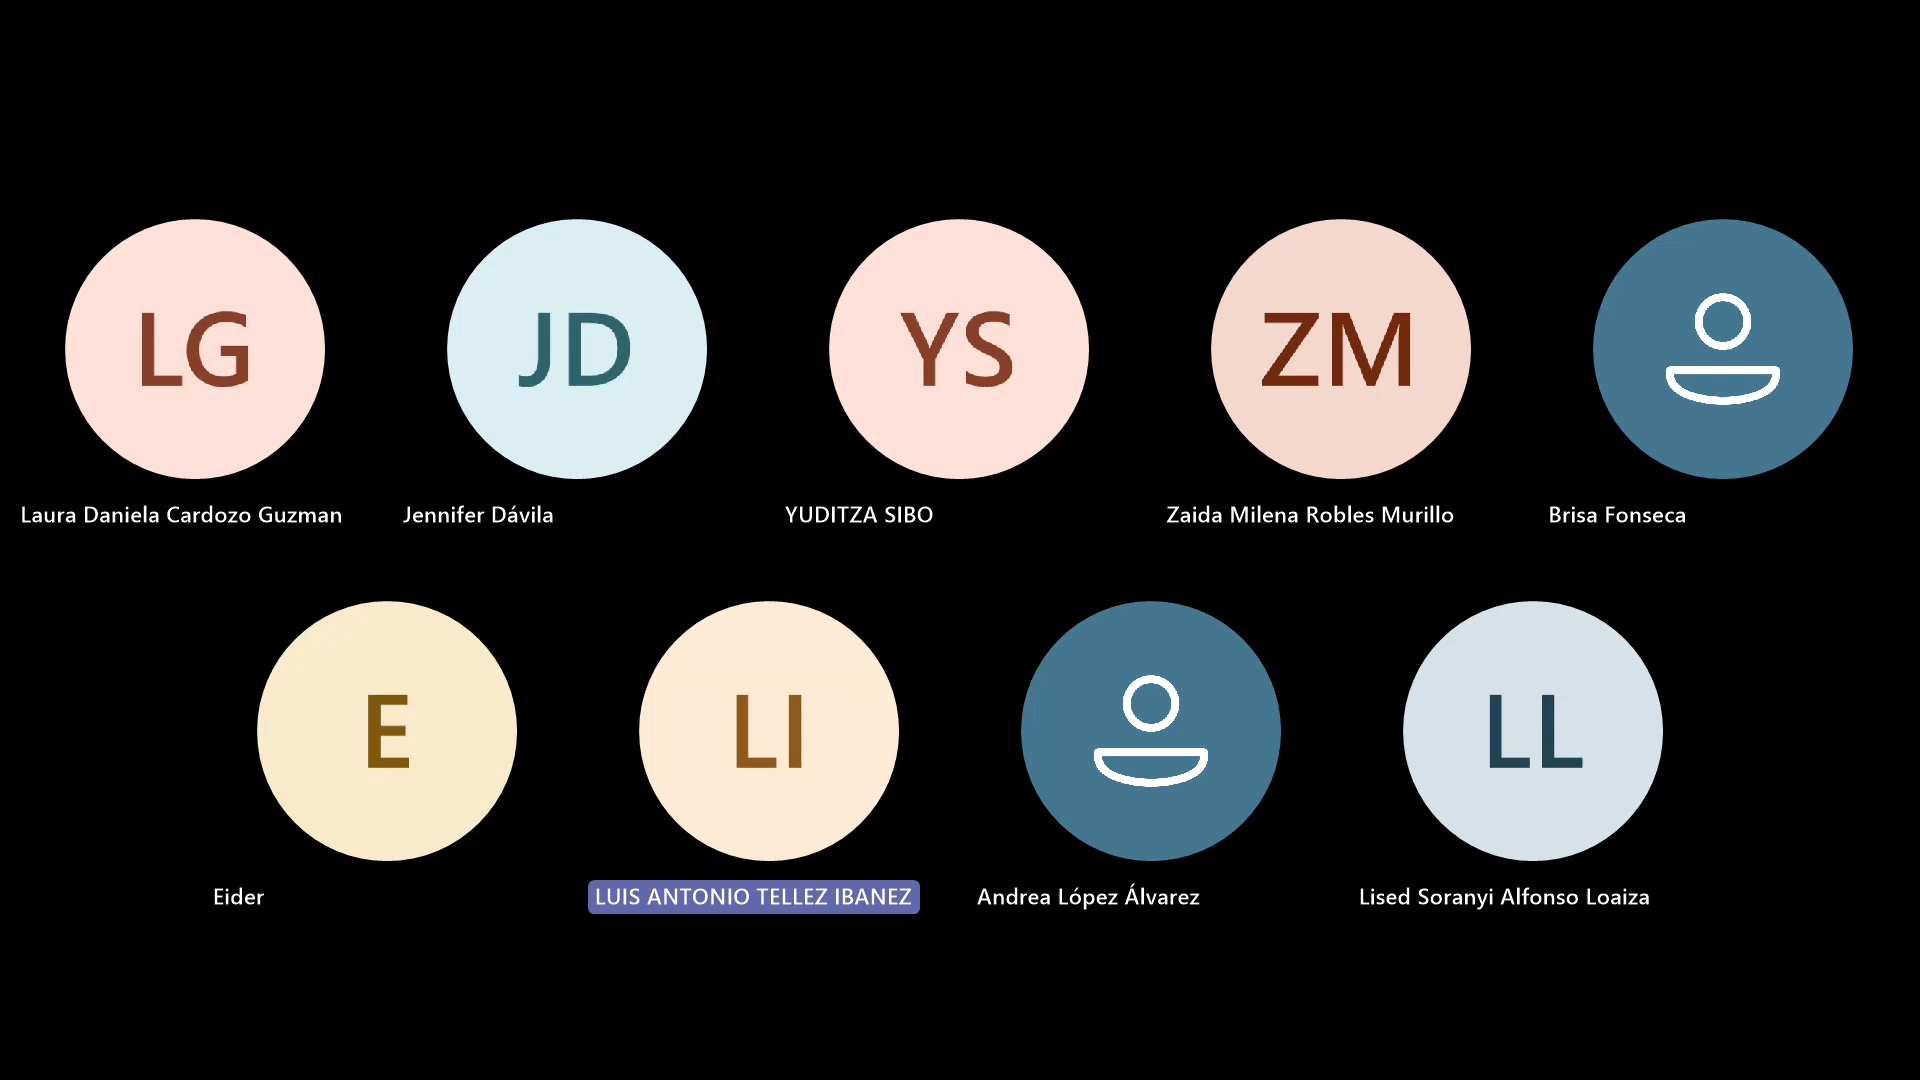 LG
JD
YS
ZM
Laura Daniela Cardozo Guzman
Jennifer Dávila
YUDITZA SIBO
Zaida Milena Robles Murillo
Brisa Fonseca
E
LI
LL
Eider
LUIS ANTONIO TELLEZ IBANEZ
Andrea López Álvarez
Lised Soranyi Alfonso Loaiza